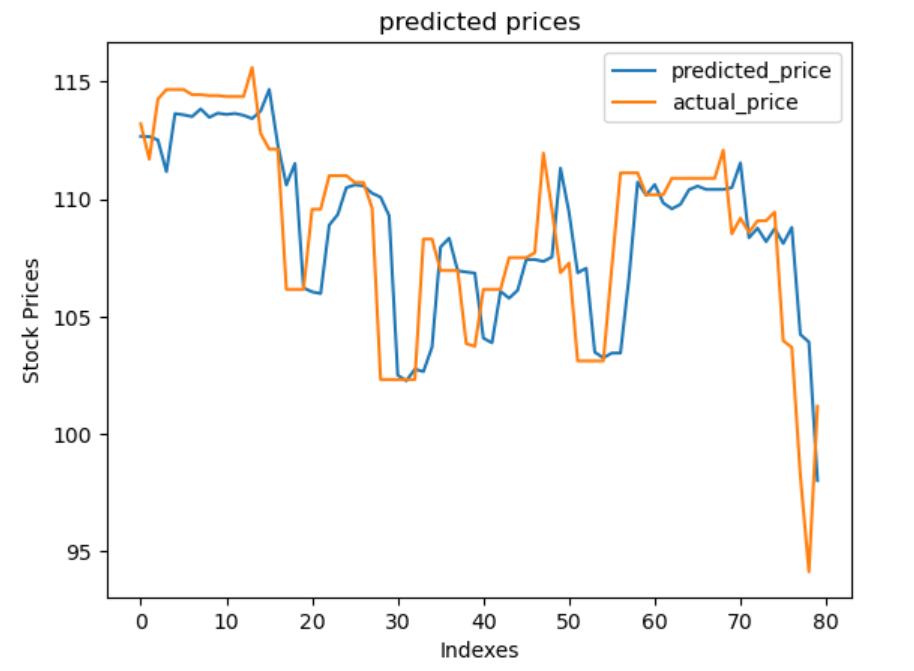 predicted prices
predicted_price
actual_price
115
110
105
100
95
Stock Prices
0 10 20 30 40 50 60 70 80
Indexes